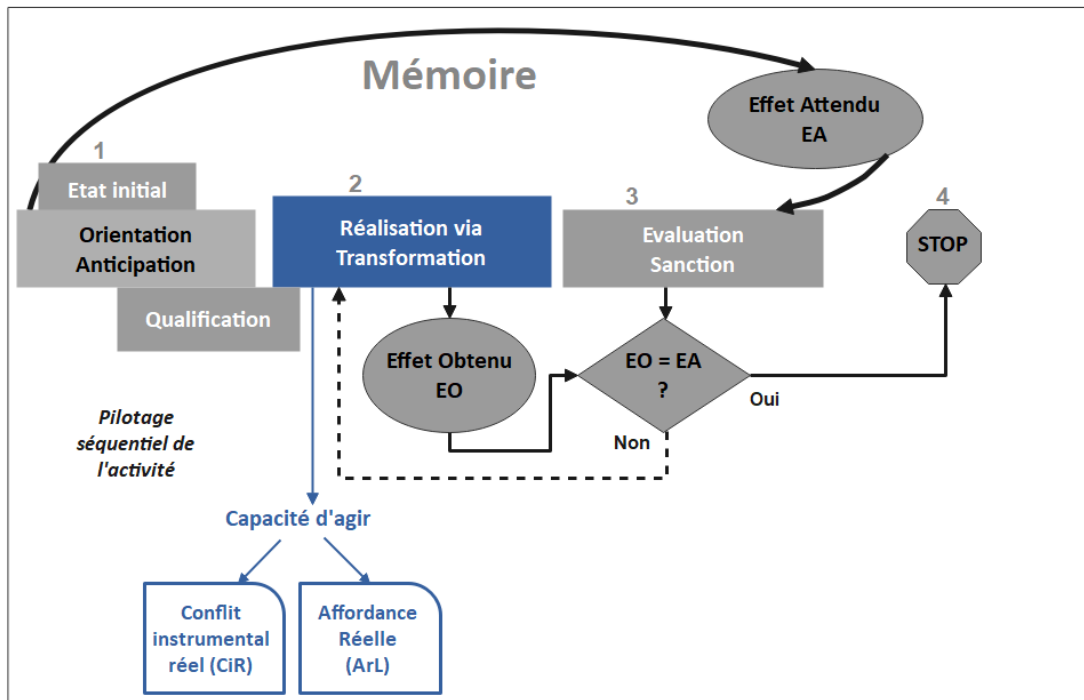 Mémoire
Effet Attendu
EA
1
Etat initial
Orientation
Anticipation
Qualification
2
Réalisation via
Transformation
3
Evaluation
Sanction
4
STOP
Effet Obtenu
EO
EO = EA
?
Oui
Non
Pilotage
séquentiel de
l'activité
Capacité d'agir
Conflit
instrumental
réel (CiR)
Affordance
Réelle
(ArL)